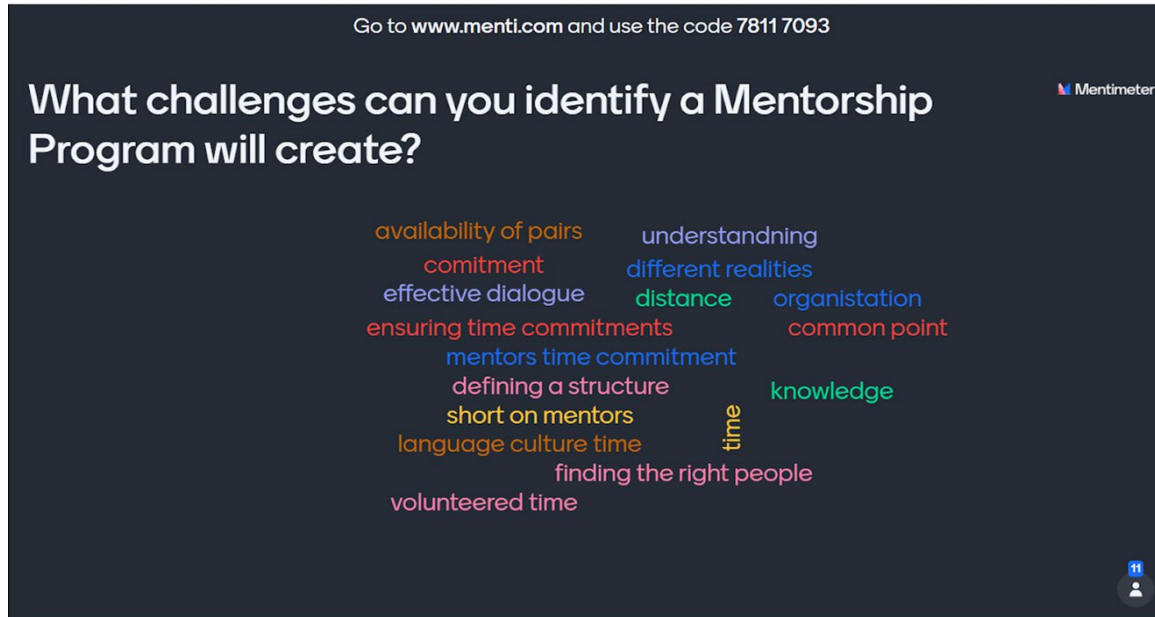 Go to www.menti.com and use the code 7811 7093
What challenges can you identify a Mentorship
Program will create?
Mentimeter
availability of pairs
understandning
comitment
different realities
effective dialogue
distance
organistation
ensuring time commitments
common point
mentors time commitment
defining a structure
knowledge
short on mentors
time
language culture time
finding the right people
volunteered time
11